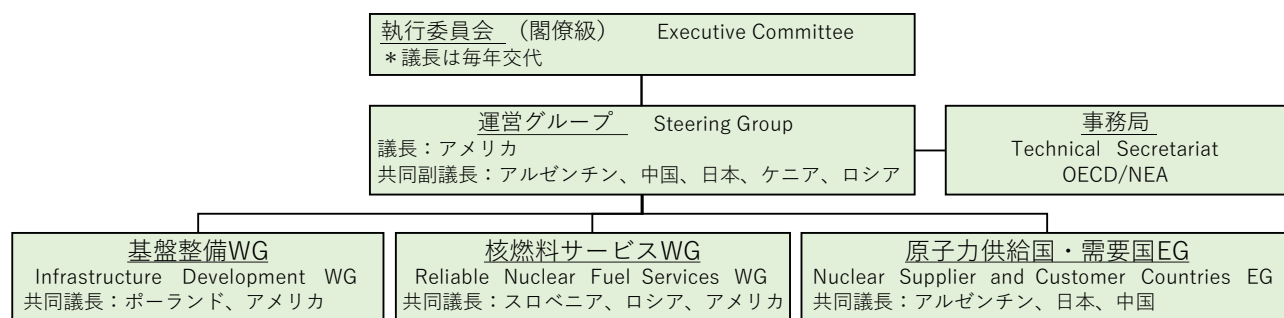 執行委員会 (閣僚級) Executive Committee
＊議長は毎年交代
運営グループ Steering Group
議長：アメリカ
共同副議長：アルゼンチン、中国、日本、ケニア、ロシア
事務局
Technical Secretariat
OECD/NEA
基盤整備WG
Infrastructure Development WG
共同議長：ポーランド、アメリカ
核燃料サービスWG
Reliable Nuclear Fuel Services WG
共同議長：スロベニア、ロシア、アメリカ
原子力供給国・需要国EG
Nuclear Supplier and Customer Countries EG
共同議長：アルゼンチン、日本、中国